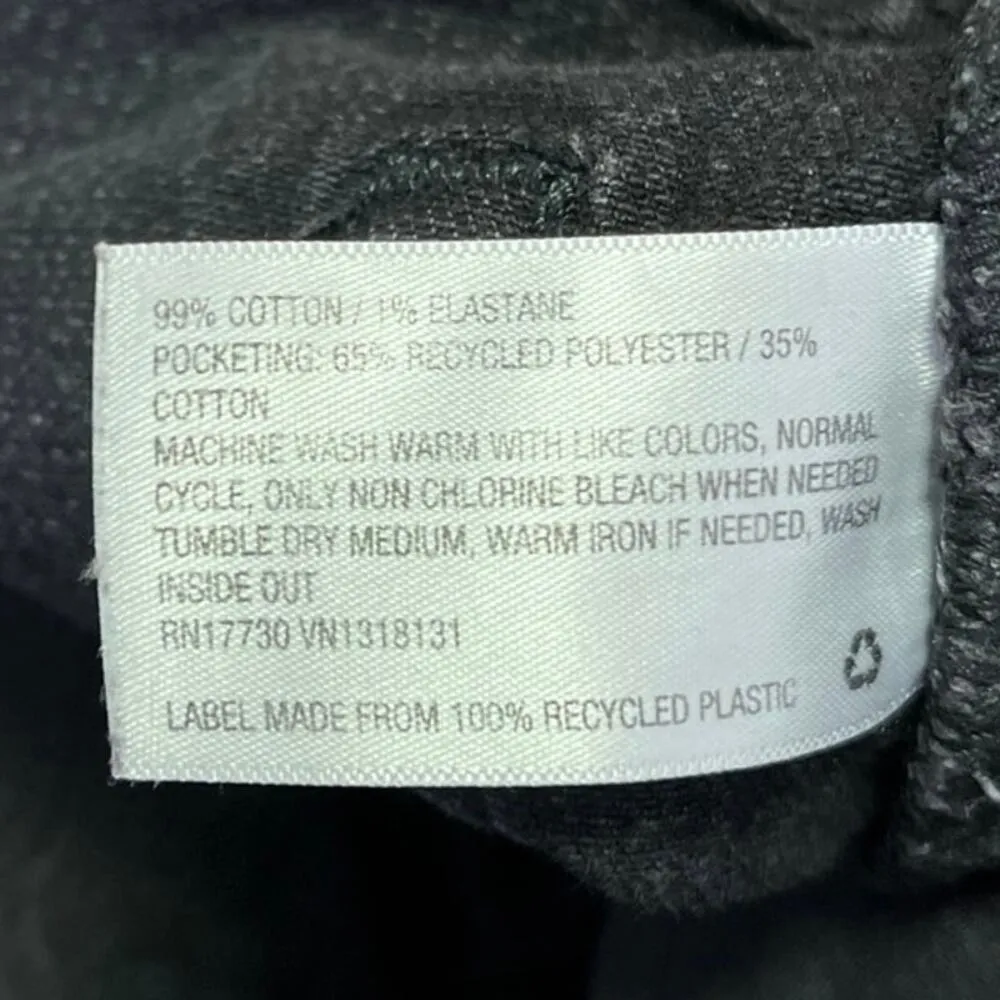 99% COTTON / 1% ELASTANE
POCKETING: 65% RECYCLED POLYESTER / 35%
COTTON
MACHINE WASH WARM WITH LIKE COLORS, NORMAL
CYCLE, ONLY NON CHLORINE BLEACH WHEN NEEDED
TUMBLE DRY MEDIUM, WARM IRON IF NEEDED, WASH
INSIDE OUT
RN17730 VN1318131
LABEL MADE FROM 100% RECYCLED PLASTIC